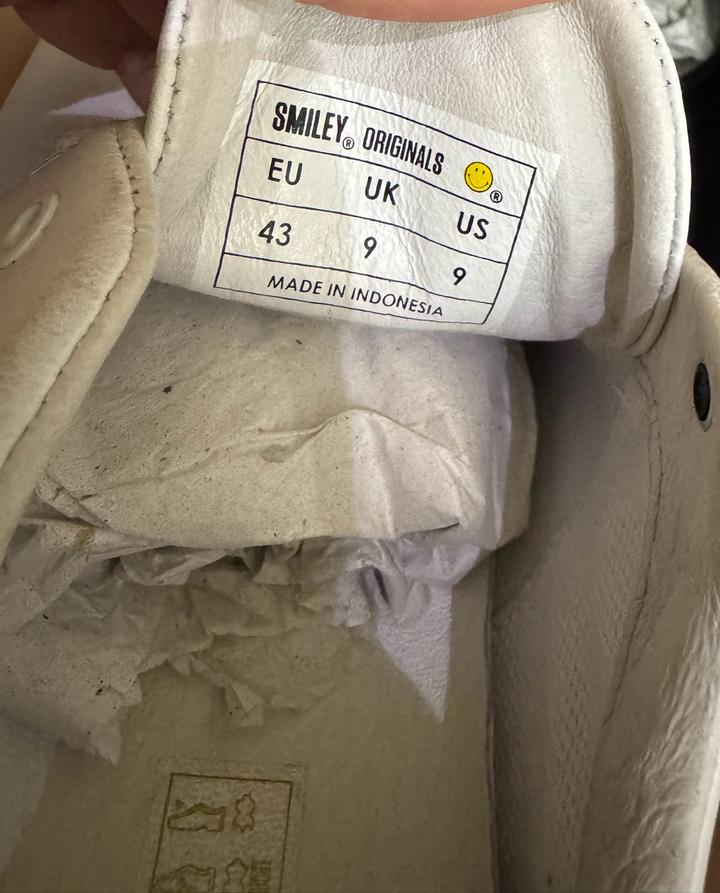 SMILEY® ORIGINALS ®
EU UK US
43 9 9
MADE IN INDONESIA